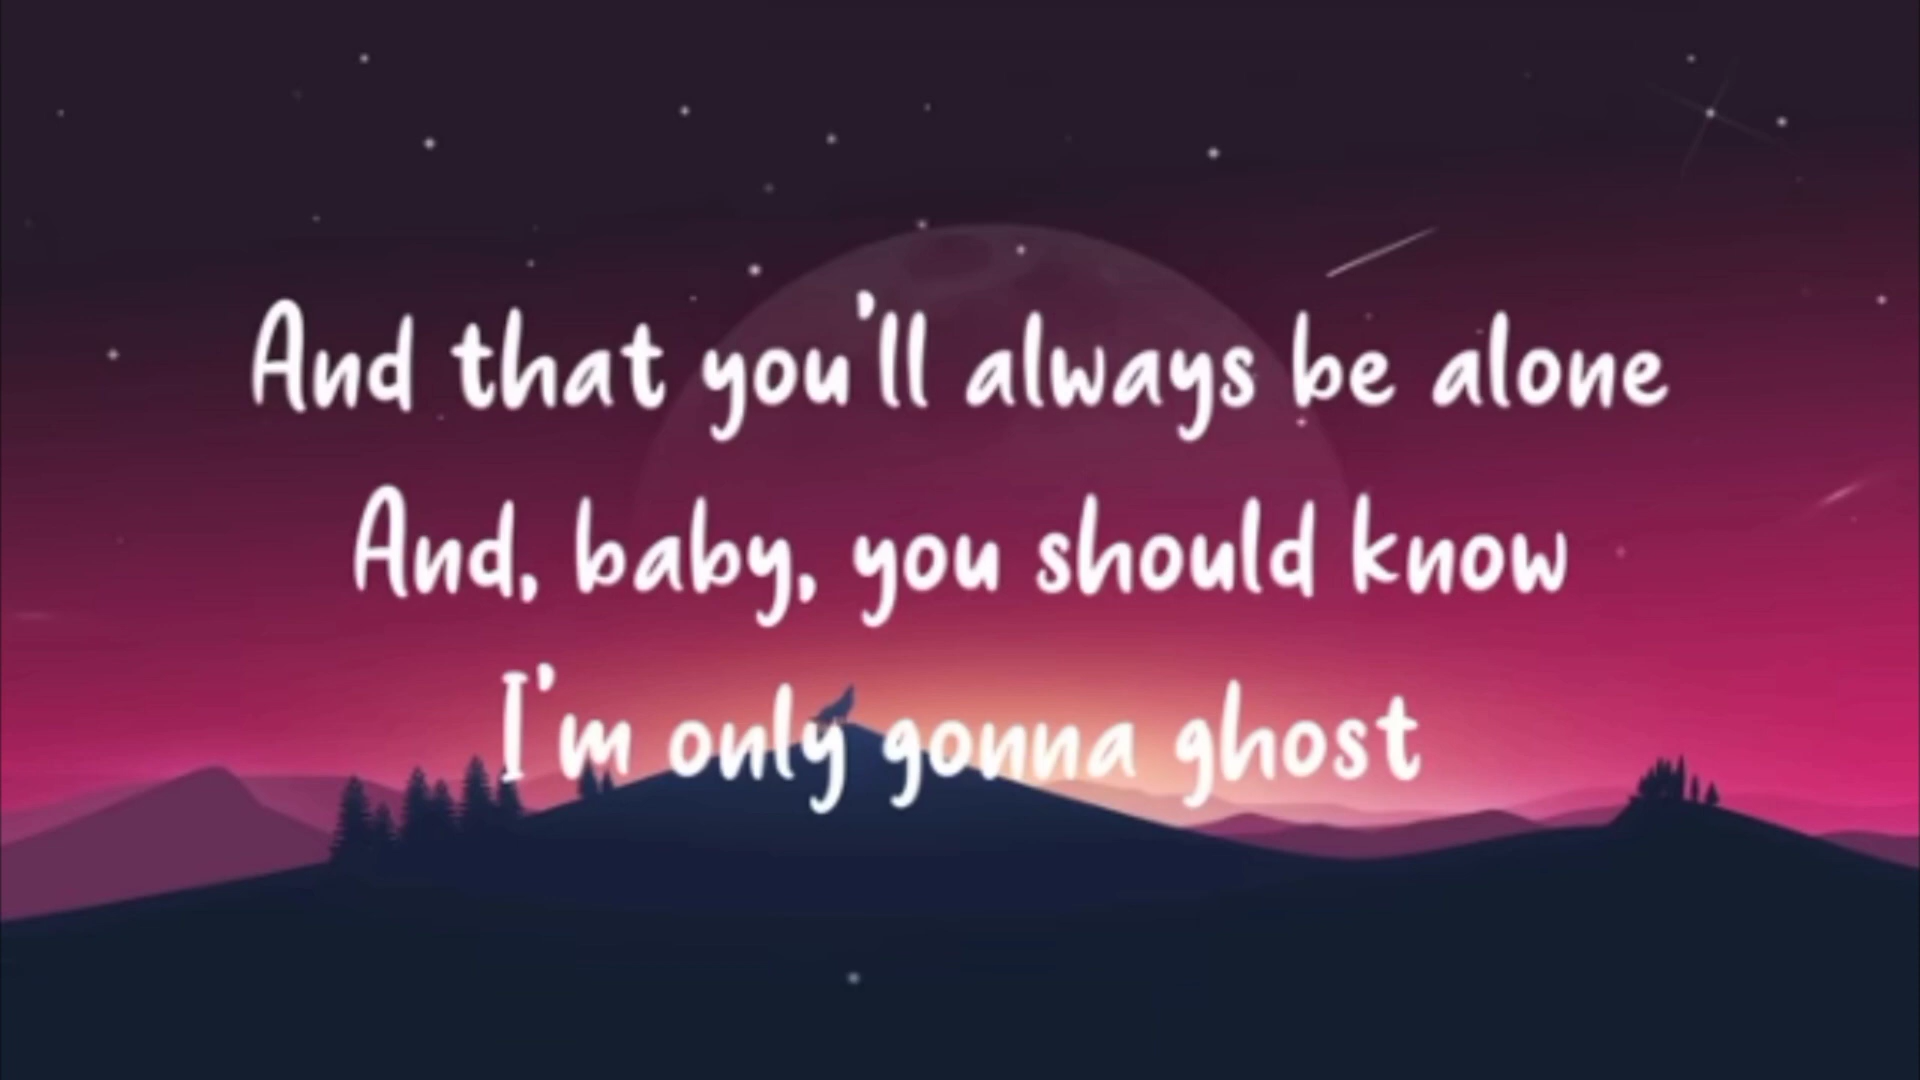 And that you'll always be alone
And, baby, you should know
I'm only gonna ghost